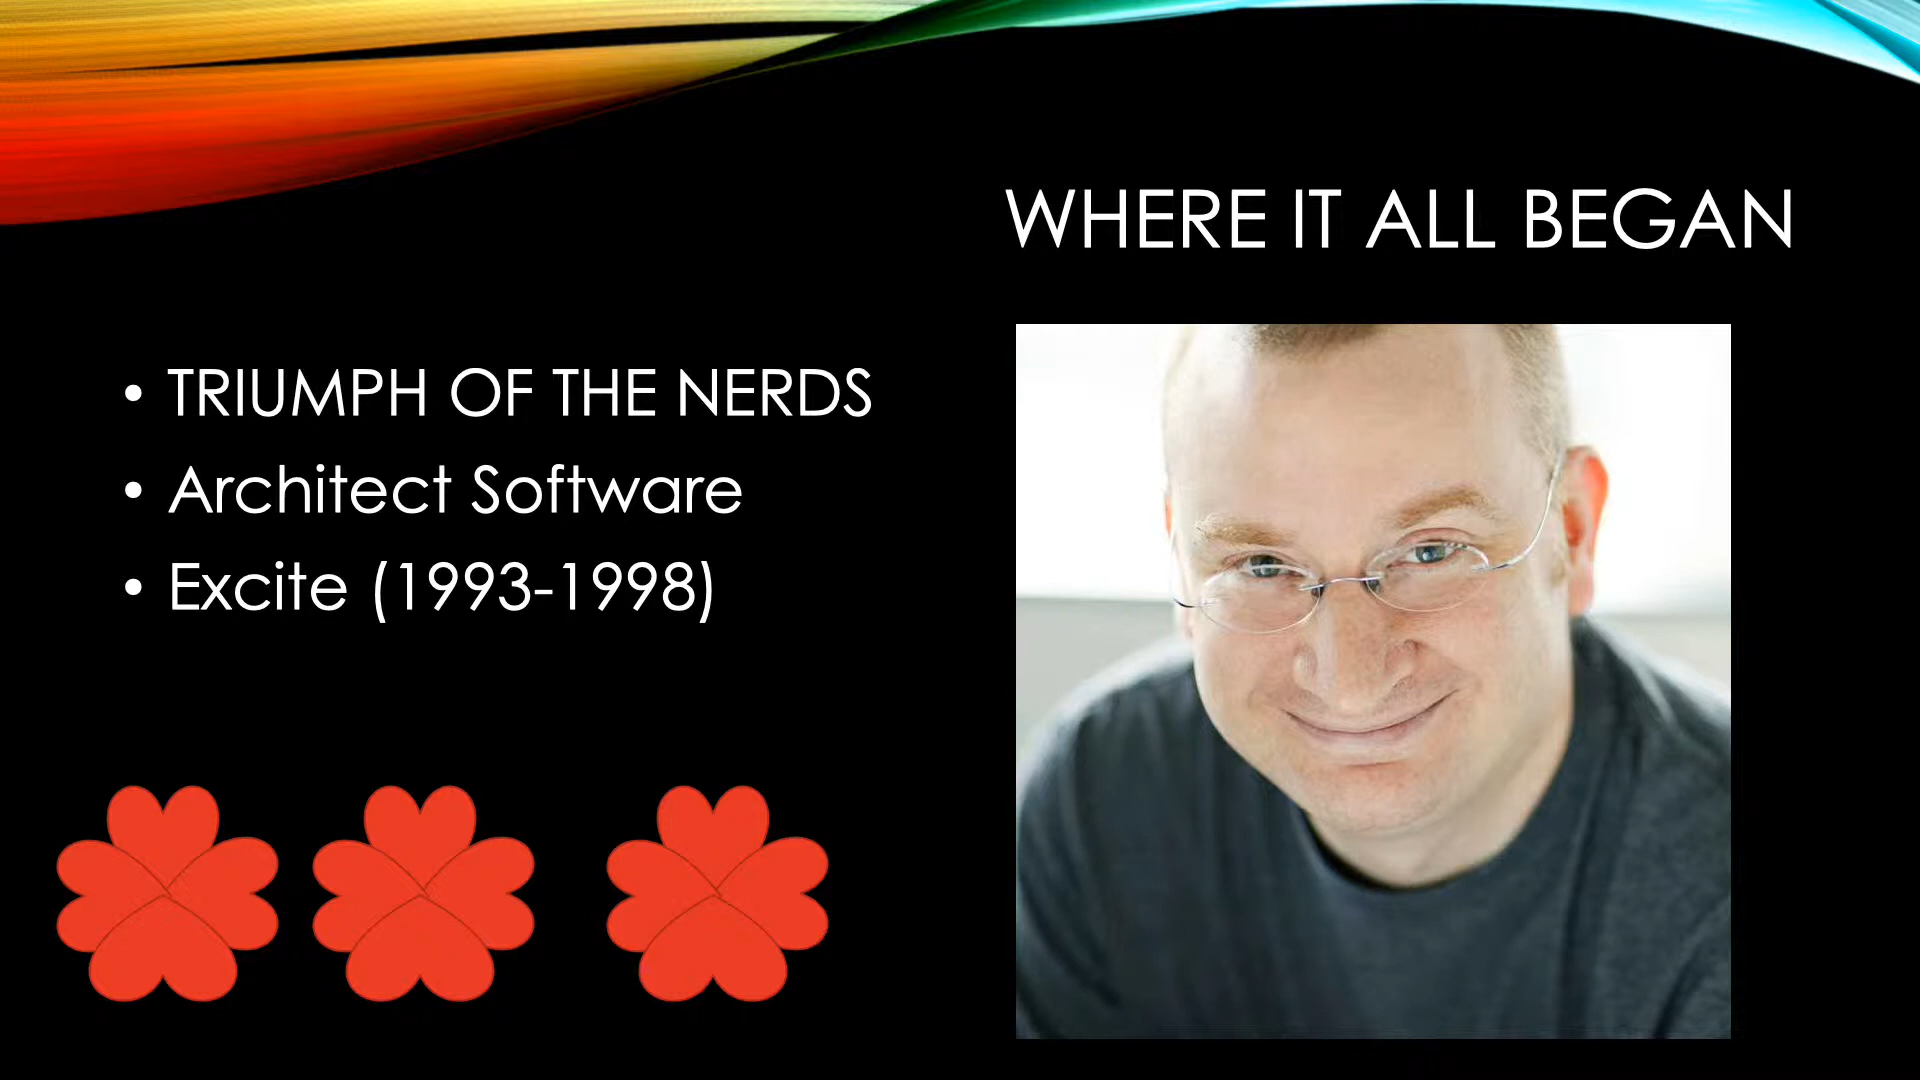 WHERE IT ALL BEGAN
• TRIUMPH OF THE NERDS
• Architect Software
• Excite (1993-1998)